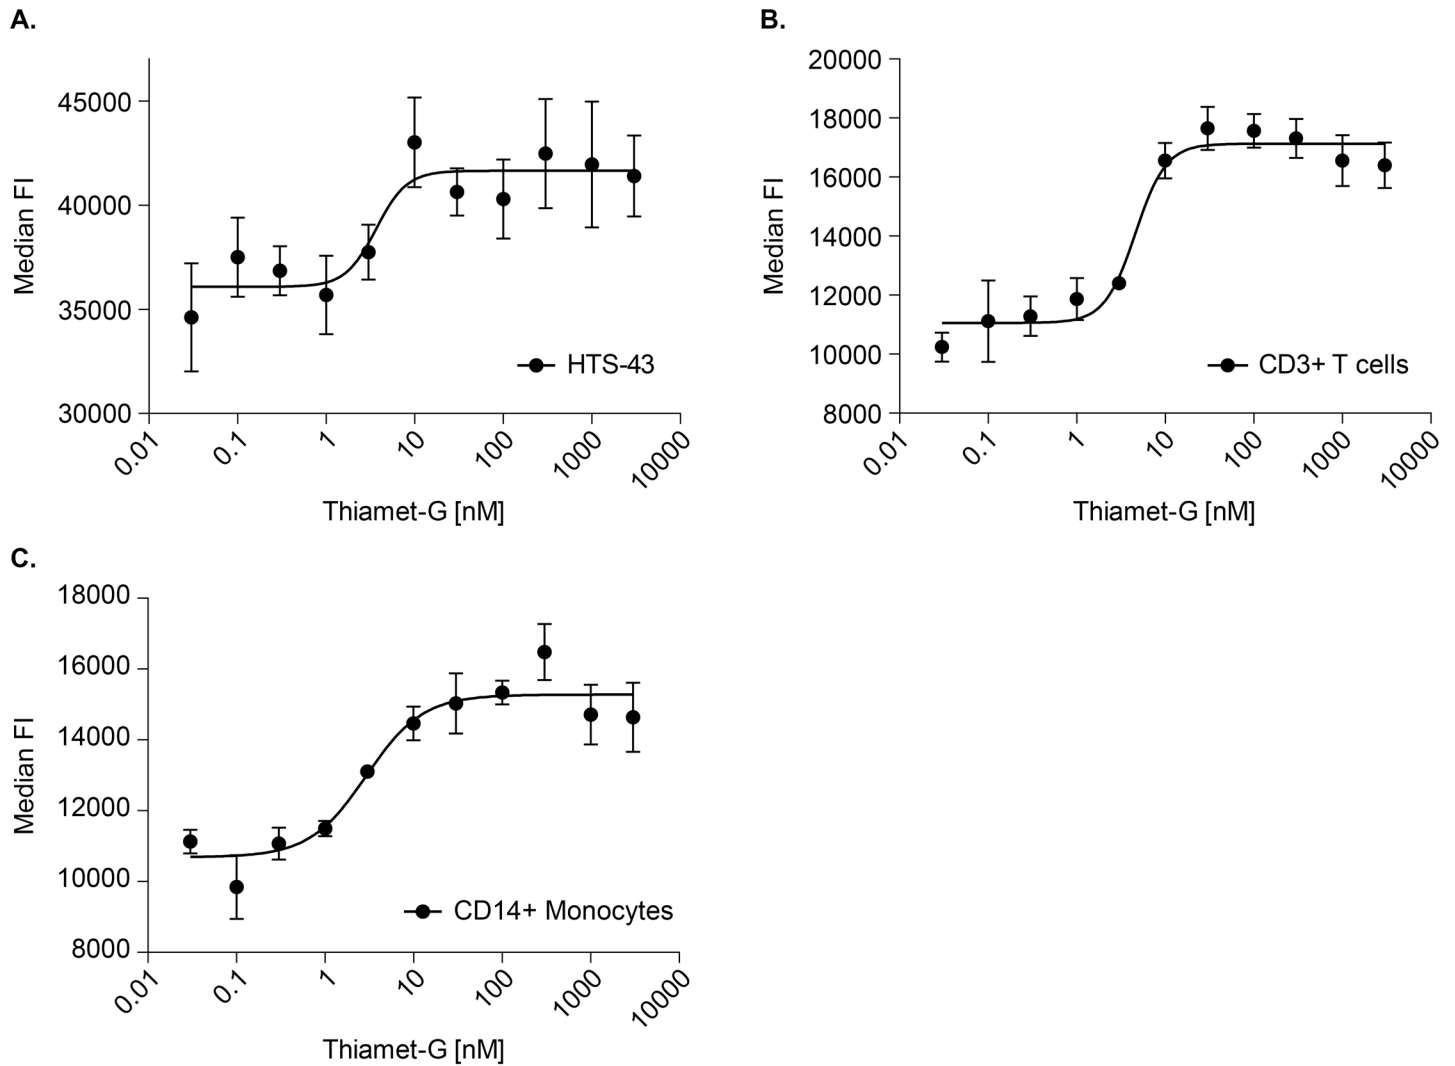 A.
45000
40000
35000
30000
Median FI
HTS-43
0.01 0.1 1 10 100 1000 10000
Thiamet-G [nM]
B.
20000
18000
16000
14000
12000
10000
8000
Median FI
CD3+ T cells
0.01 0.1 1 10 100 1000 10000
Thiamet-G [nM]
C.
18000
16000
14000
12000
10000
8000
Median FI
CD14+ Monocytes
0.01 0.1 1 10 100 1000 10000
Thiamet-G [nM]